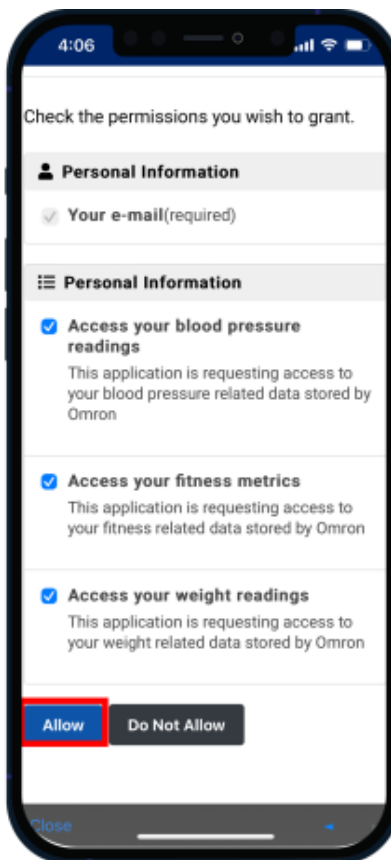 4:06
Check the permissions you wish to grant.
Personal Information
Your e-mail(required)
Personal Information
Access your blood pressure
readings
This application is requesting access to
your blood pressure related data stored by
Omron
Access your fitness metrics
This application is requesting access to
your fitness related data stored by Omron
Access your weight readings
This application is requesting access to
your weight related data stored by Omron
Allow Do Not Allow
Close